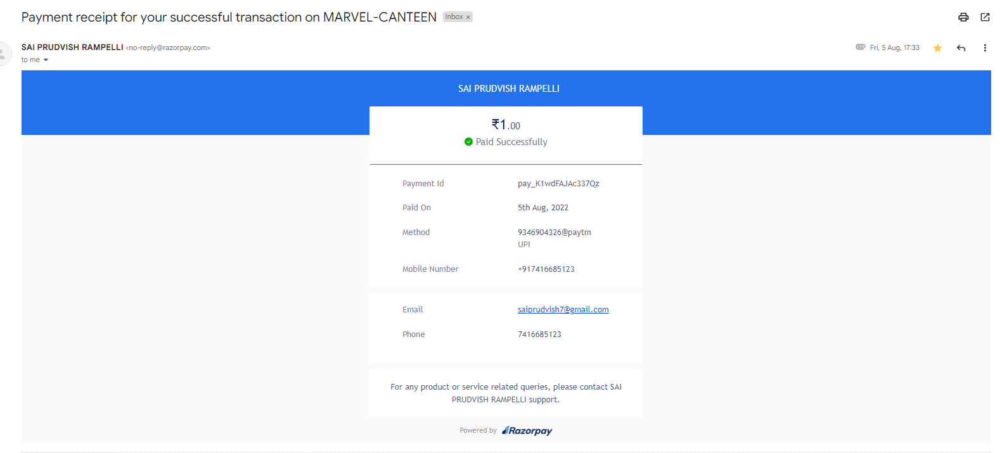 Payment receipt for your successful transaction on MARVEL-CANTEEN Inbox ×
SAI PRUDVISH RAMPELLI <no-reply@razorpay.com> Fri, 5 Aug, 17:33
to me
SAI PRUDVISH RAMPELLI
₹1.00
Paid Successfully
Payment Id pay_K1wdFAJAc337Qz
Paid On 5th Aug, 2022
Method 9346904326@paytm
UPI
Mobile Number +917416685123
Email saiprudvish7@gmail.com
Phone 7416685123
For any product or service related queries, please contact SAI
PRUDVISH RAMPELLI support.
Powered by Razorpay